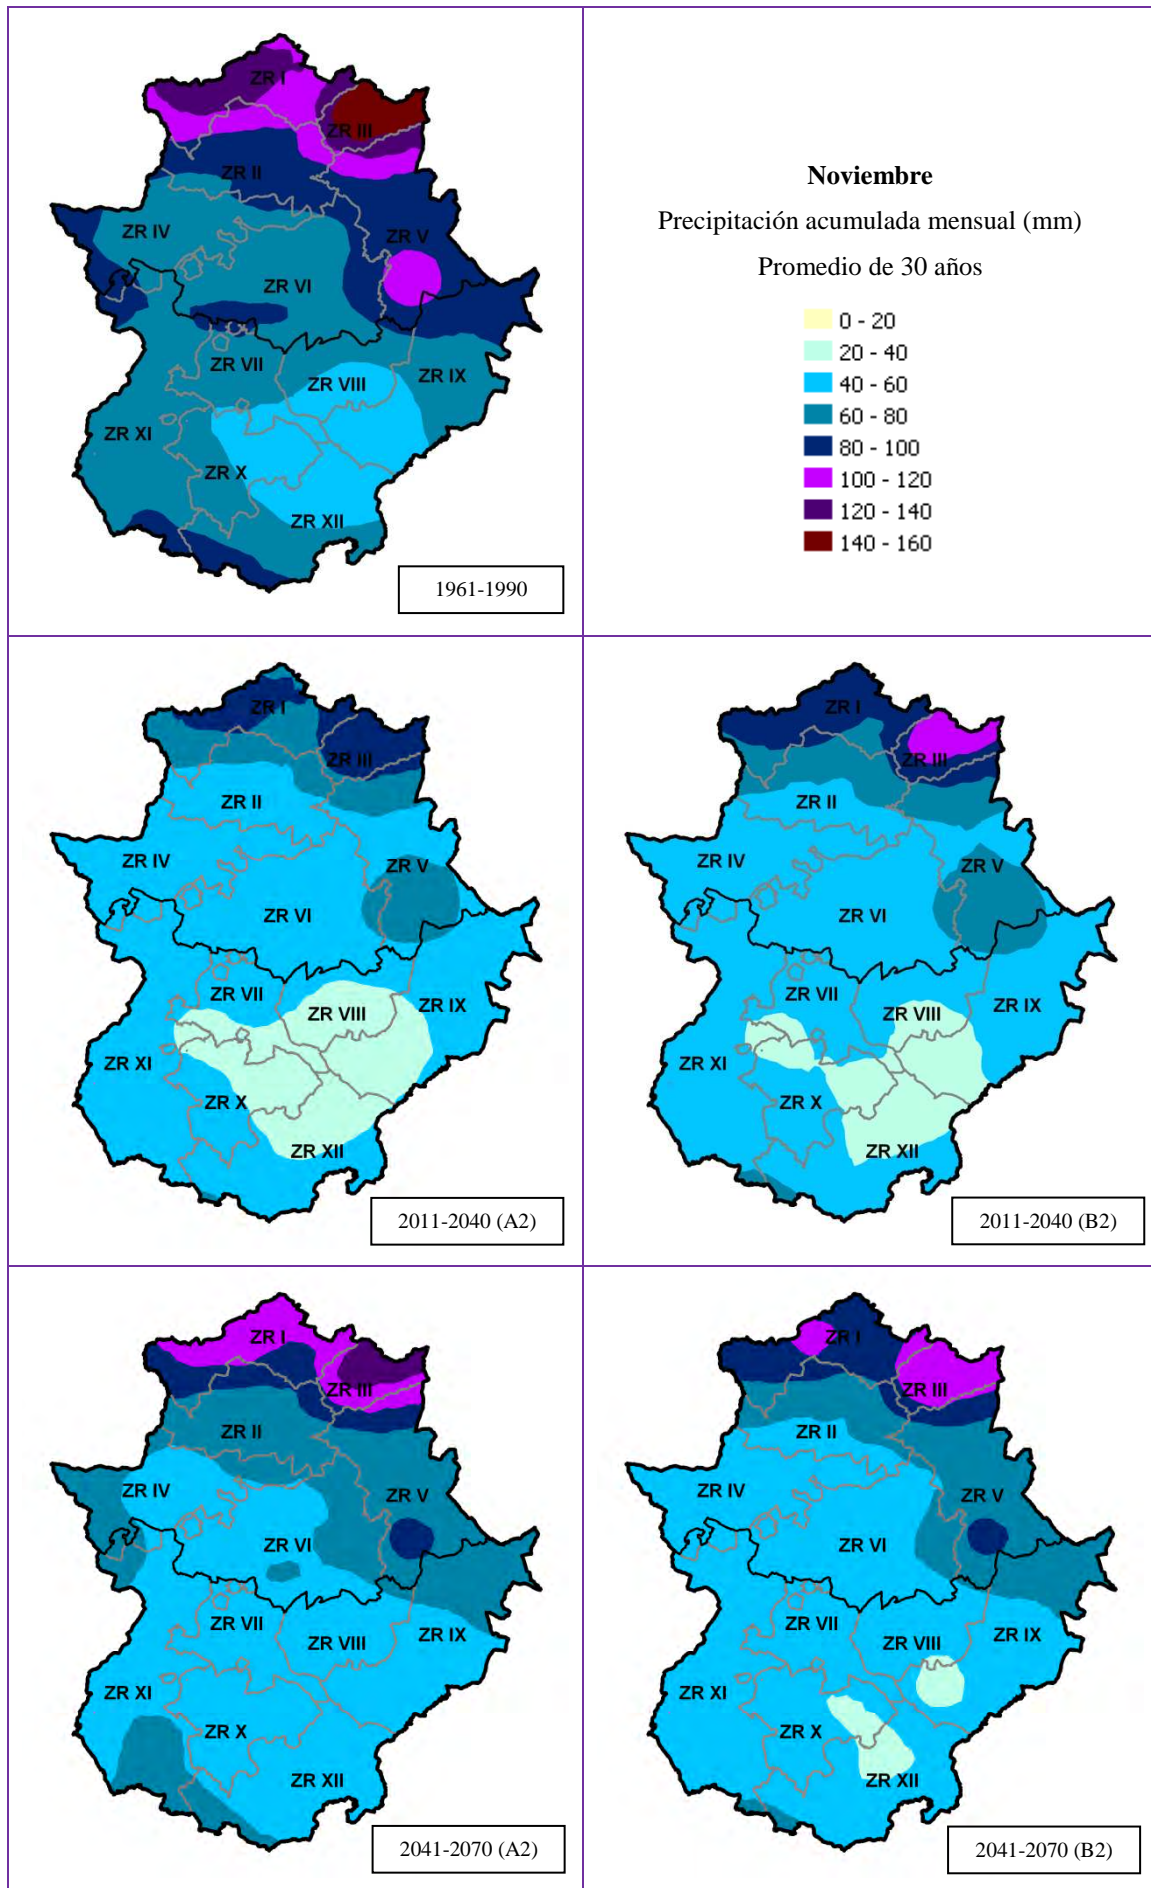 ZR I
ZR III
ZR II
ZR IV
ZR V
ZR VI
ZR VII
ZR VIII
ZR IX
ZR XI
ZR X
ZR XII
1961-1990
Noviembre
Precipitación acumulada mensual (mm)
Promedio de 30 años
0 - 20
20 - 40
40 - 60
60 - 80
80 - 100
100 - 120
120 - 140
140 - 160
ZR I
ZR III
ZR II
ZR IV
ZR V
ZR VI
ZR VII
ZR VIII
ZR IX
ZR XI
ZR X
ZR XII
2011-2040 (A2)
ZR I
ZR III
ZR II
ZR IV
ZR V
ZR VI
ZR VII
ZR VIII
ZR IX
ZR XI
ZR X
ZR XII
2011-2040 (B2)
ZR I
ZR III
ZR II
ZR IV
ZR V
ZR VI
ZR VII
ZR VIII
ZR IX
ZR XI
ZR X
ZR XII
2041-2070 (A2)
ZR I
ZR III
ZR II
ZR IV
ZR V
ZR VI
ZR VII
ZR VIII
ZR IX
ZR XI
ZR X
ZR XII
2041-2070 (B2)